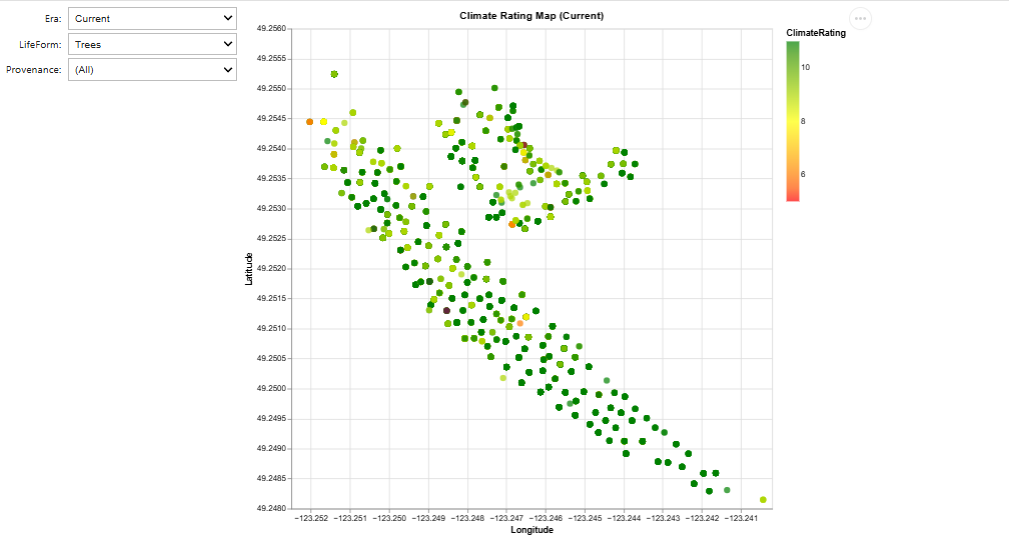 Era: Current
LifeForm: Trees
Provenance: (All)
Climate Rating Map (Current)
ClimateRating
10
8
6
Latitude
49.2560
49.2555
49.2550
49.2545
49.2540
49.2535
49.2530
49.2525
49.2520
49.2515
49.2510
49.2505
49.2500
49.2495
49.2490
49.2485
49.2480
−123.252 −123.251 −123.250 −123.249 −123.248 −123.247 −123.246 −123.245 −123.244 −123.243 −123.242 −123.241
Longitude